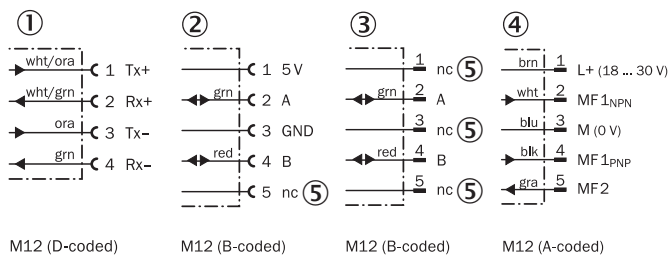 ① ② ③ ④
wht/ora 1 Tx+
wht/grn 2 Rx+
ora 3 Tx–
grn 4 Rx–
M12 (D-coded)
1 5 V
grn 2 A
3 GND
red 4 B
5 nc ⑤
M12 (B-coded)
1 nc ⑤
grn 2 A
3 nc ⑤
red 4 B
5 nc ⑤
M12 (B-coded)
brn 1 L+ (18 ... 30 V)
wht 2 MF1NPN
blu 3 M (0 V)
blk 4 MF1PNP
gra 5 MF2
M12 (A-coded)